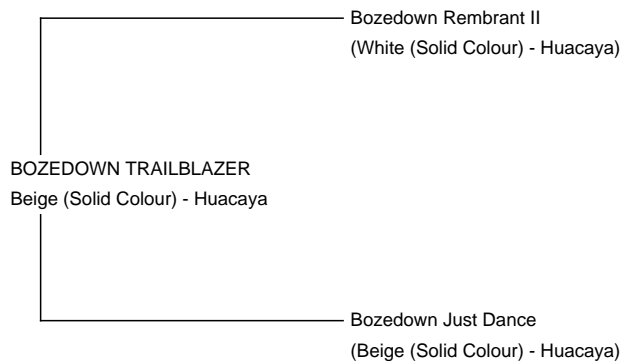 Bozedown Rembrant II
(White (Solid Colour) - Huacaya)
BOZEDOWN TRAILBLAZER
Beige (Solid Colour) - Huacaya
Bozedown Just Dance
(Beige (Solid Colour) - Huacaya)